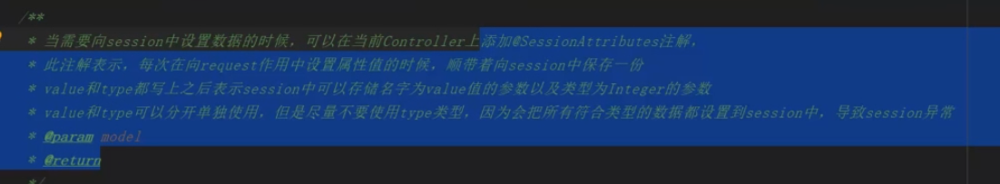 /**
* 当需要向session中设置数据的时候，可以在当前Controller上添加@SessionAttributes注解，
* 此注解表示，每次在向request作用中设置属性值的时候，顺带着向session中保存一份
* value和type都写上之后表示session中可以存储名字为value值的参数以及类型为Integer的参数
* value和type可以分开单独使用，但是尽量不要使用type类型，因为会把所有符合类型的数据都设置到session中，导致session异常
* @param model
* @return
*/